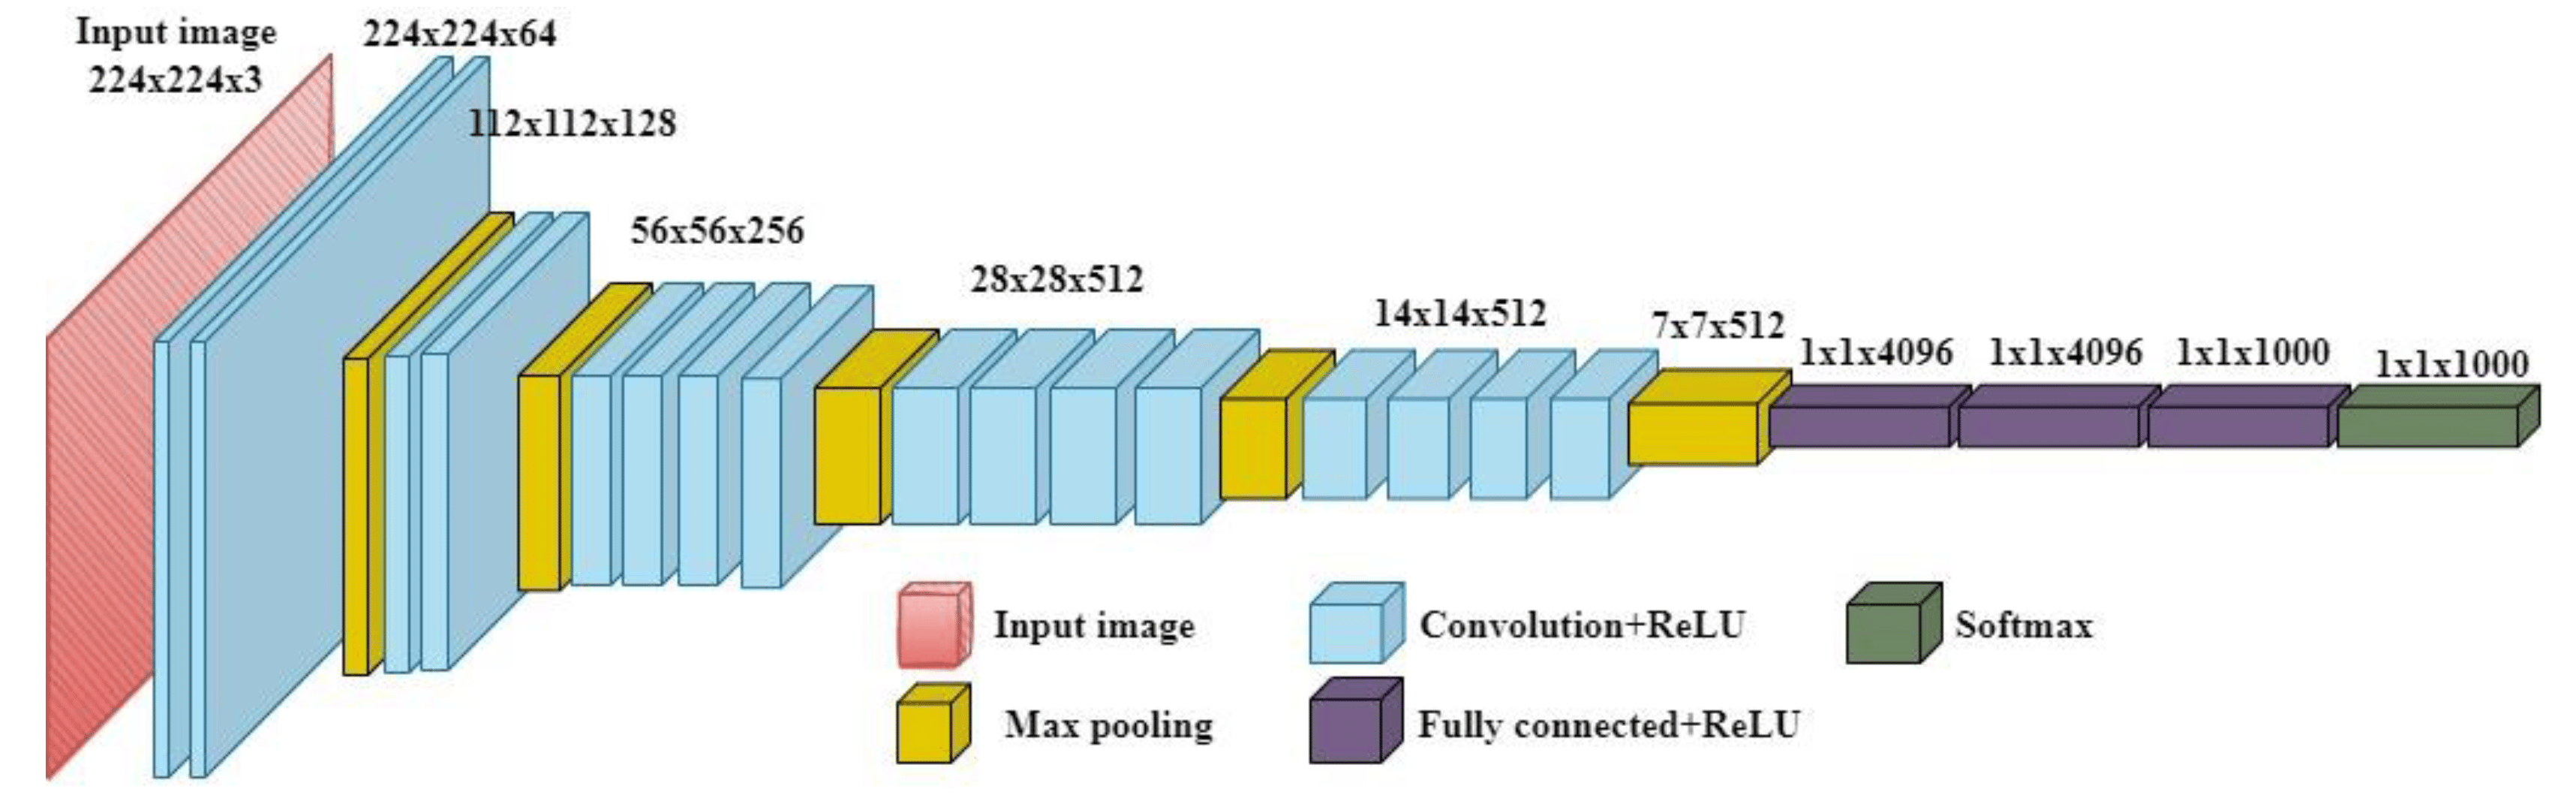 Input image
224x224x3
224x224x64
112x112x128
56x56x256
28x28x512
14x14x512
7x7x512
1x1x4096
1x1x4096
1x1x1000
1x1x1000
Input image
Convolution+ReLU
Softmax
Max pooling
Fully connected+ReLU